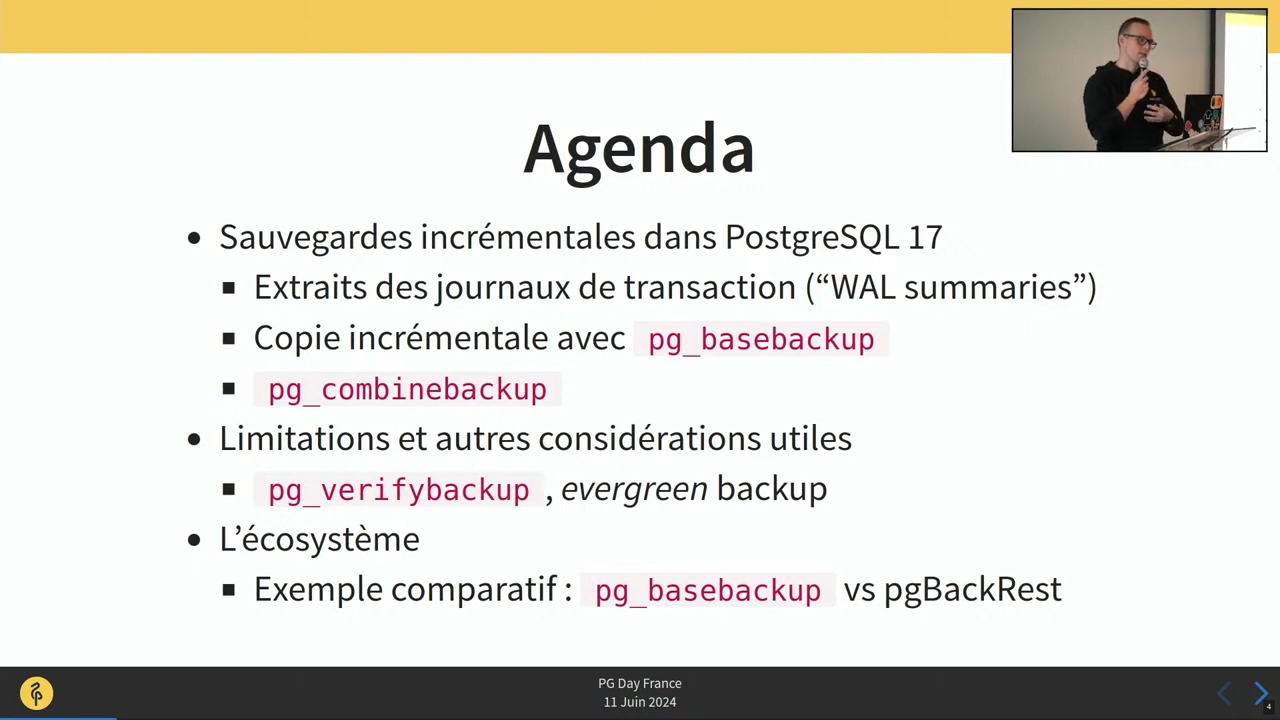 Agenda
Sauvegardes incrémentales dans PostgreSQL 17
Extraits des journaux de transaction (“WAL summaries”)
Copie incrémentale avec pg_basebackup
pg_combinebackup
Limitations et autres considérations utiles
pg_verifybackup, evergreen backup
L’écosystème
Exemple comparatif : pg_basebackup vs pgBackRest
PG Day France
11 Juin 2024
4